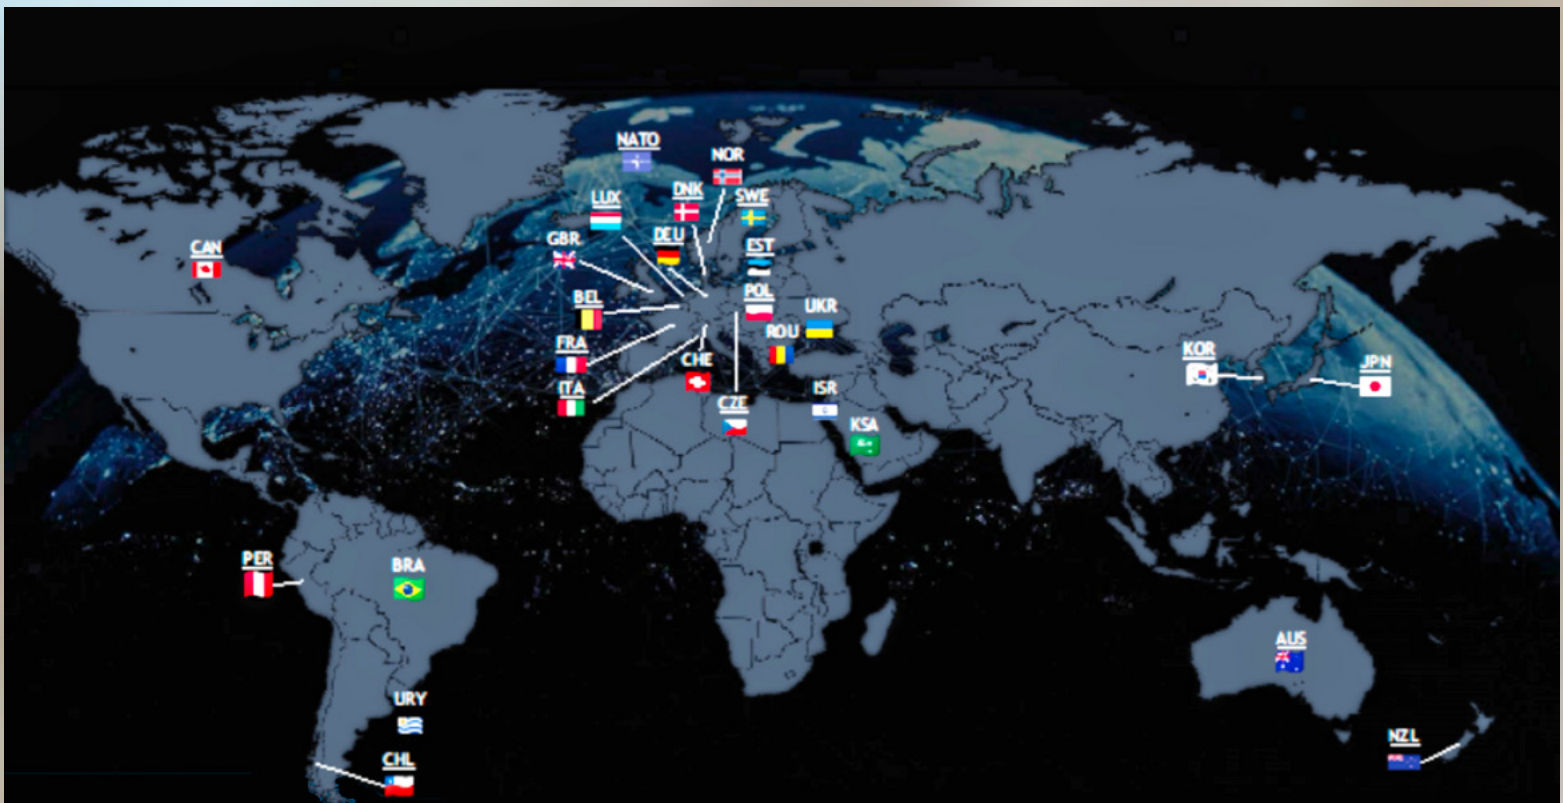 NATO
NOR
DNK
LUX
SWE
GBR
DEU
EST
CAN
BEL
POL
UKR
ROU
FRA
CHE
KOR
JPN
ITA
ISR
CZE
KSA
PER
BRA
AUS
URY
NZL
CHL